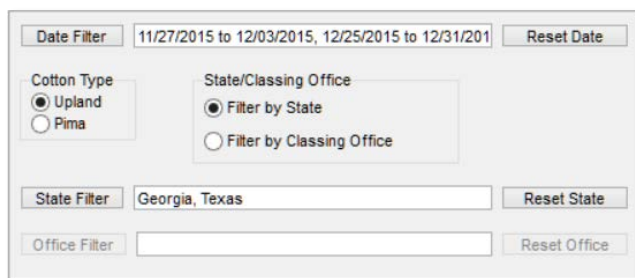 Date Filter 11/27/2015 to 12/03/2015, 12/25/2015 to 12/31/201 Reset Date
Cotton Type
Upland
Pima
State/Classing Office
Filter by State
Filter by Classing Office
State Filter Georgia, Texas Reset State
Office Filter Reset Office